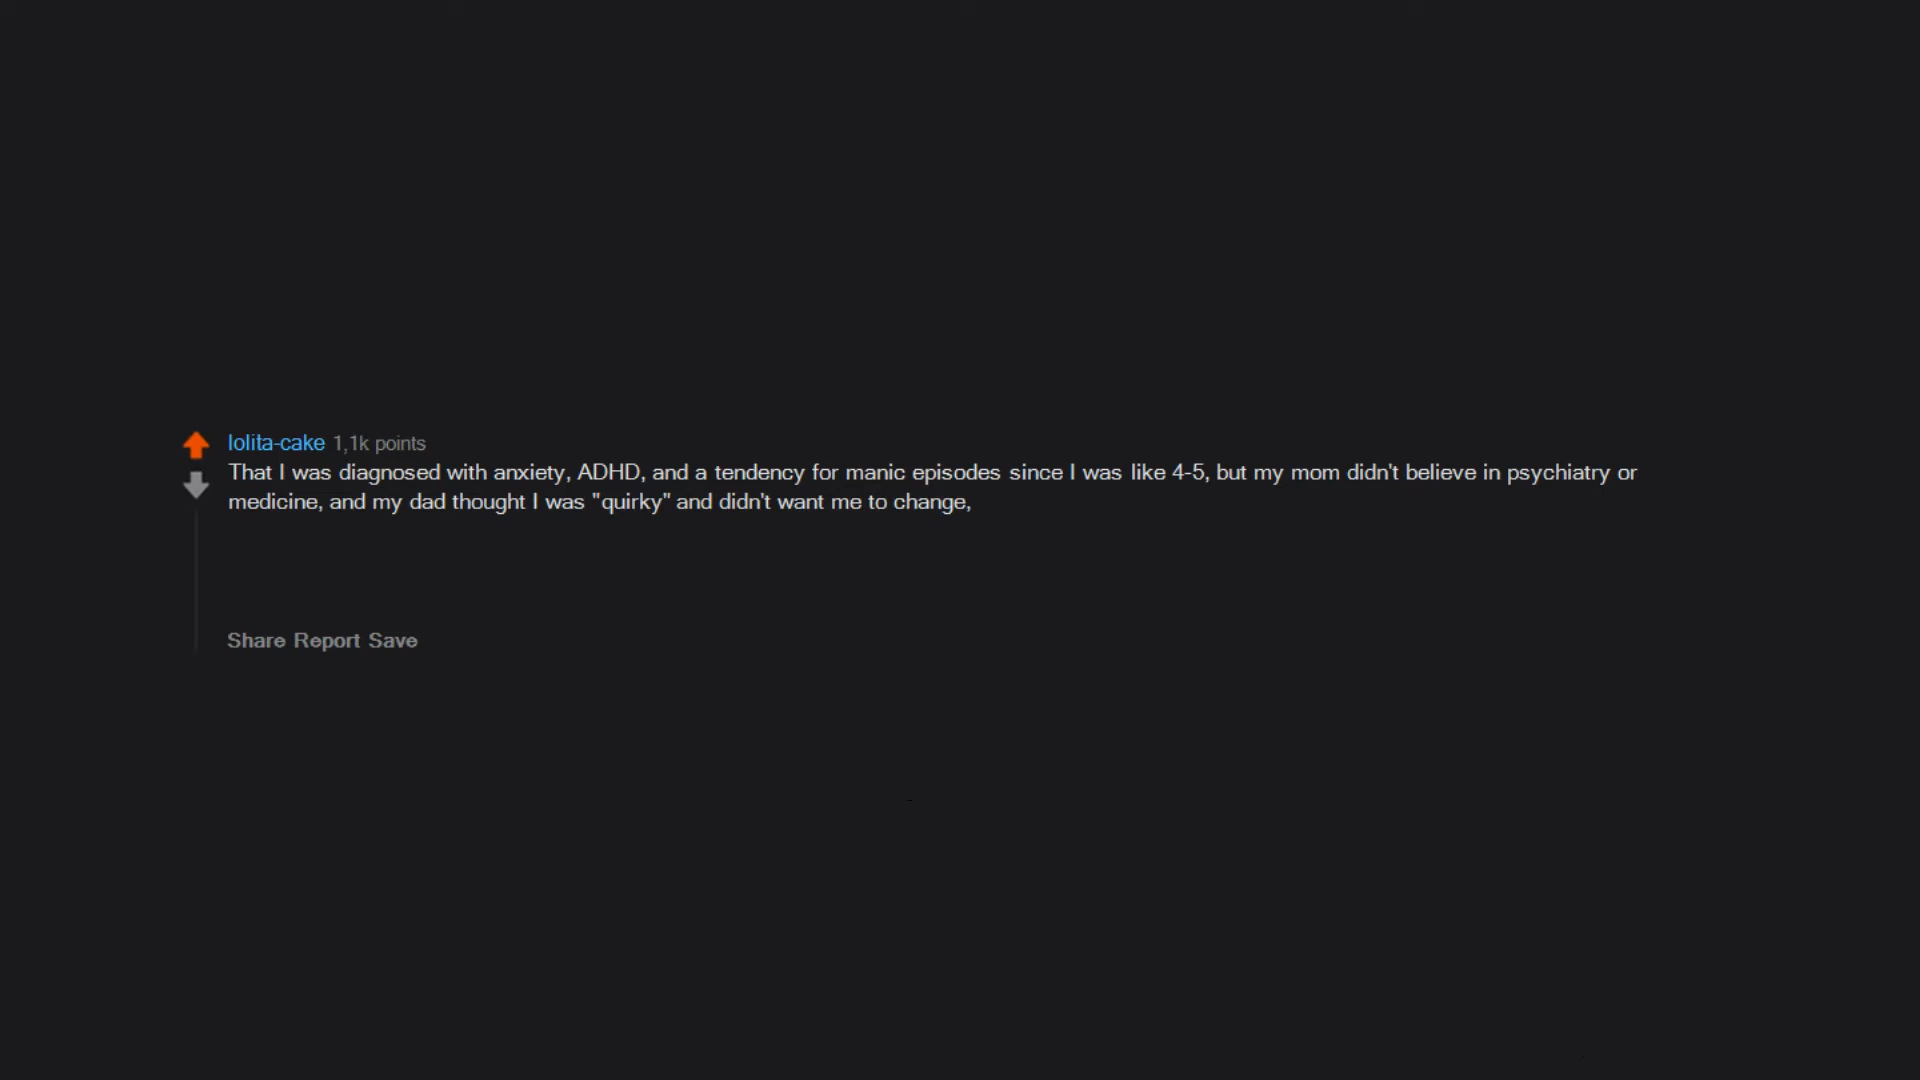 lolita-cake 1,1k points
That I was diagnosed with anxiety, ADHD, and a tendency for manic episodes since I was like 4-5, but my mom didn't believe in psychiatry or
medicine, and my dad thought I was "quirky" and didn't want me to change,
Share Report Save